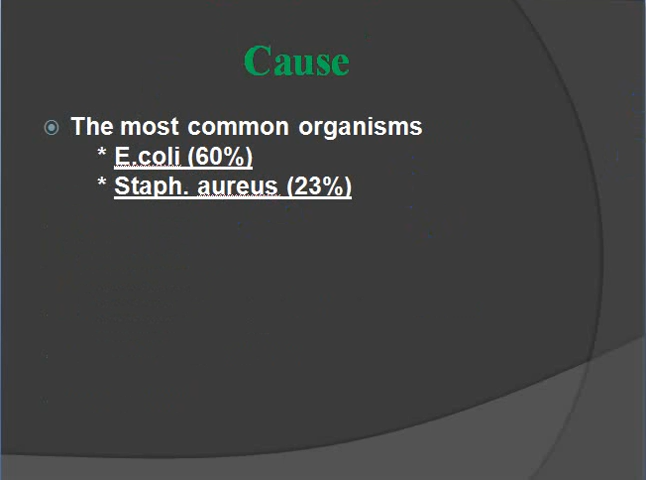 Cause
The most common organisms
* E.coli (60%)
* Staph. aureus (23%)